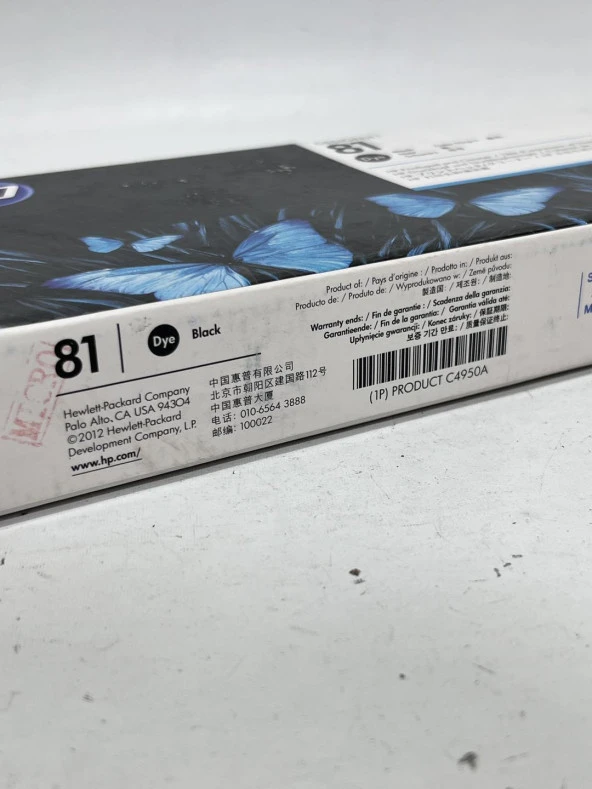 81
81
Dye
Black
Hewlett-Packard Company
Palo Alto, CA USA 94304
©2012 Hewlett-Packard
Development Company, L.P.
www.hp.com/
中国惠普有限公司
北京市朝阳区建国路112号
中国惠普大厦
电话: 010-6564 3888
邮编: 100022
Product of: / Pays d'origine : / Prodotto in: / Produkt aus:
Producto de: / Produto de: / Wyprodukowano w: / Země původu:
製造国: / 제조원: / 制造地:
Warranty ends: / Fin de garantie : / Scadenza della garanzia:
Garantieende: / Fin de la garantía: / Garantia válida até:
Upłynięcie gwarancji: / Konec záruky: / 保証期限:
보증 기간 만료: / 质量保证终止:
(1P) PRODUCT C4950A
MICRO